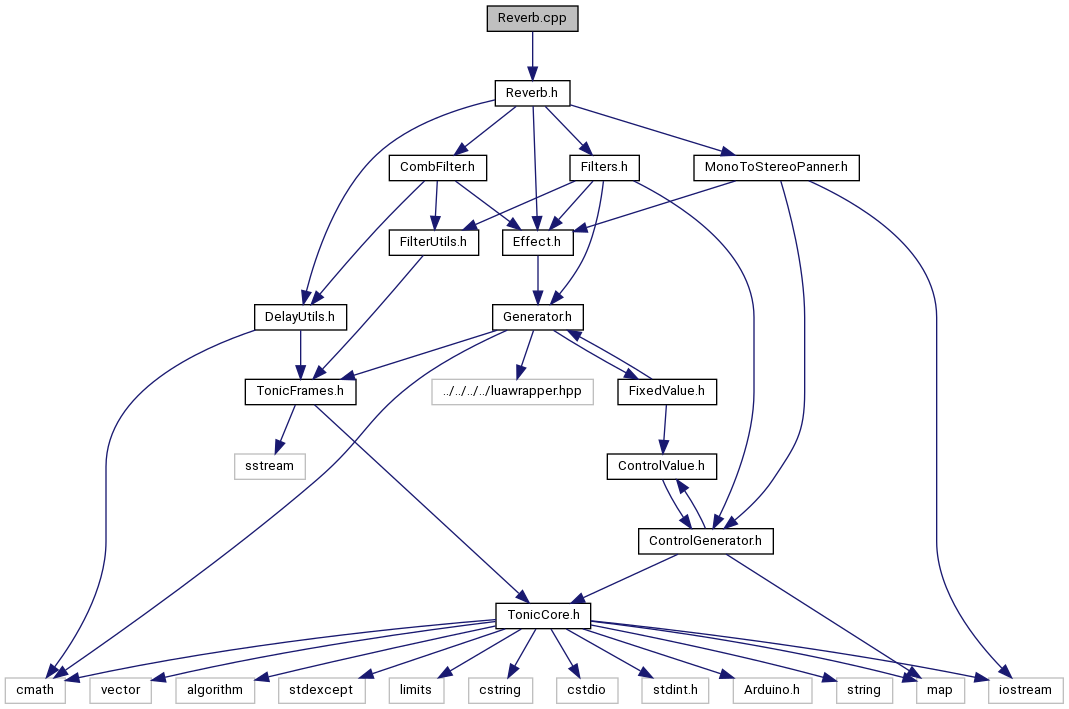 Reverb.cpp
Reverb.h
CombFilter.h
Filters.h
MonoToStereoPanner.h
FilterUtils.h
Effect.h
DelayUtils.h
Generator.h
TonicFrames.h
../../../../luawrapper.hpp
FixedValue.h
sstream
ControlValue.h
ControlGenerator.h
TonicCore.h
cmath
vector
algorithm
stdexcept
limits
cstring
cstdio
stdint.h
Arduino.h
string
map
iostream